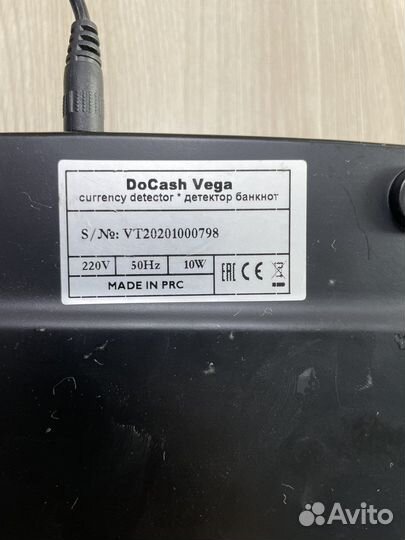 DoCash Vega
currency detector * детектор банкнот
S/№: VT20201000798
220V 50Hz 10W
EAC CE
MADE IN PRC
Avito